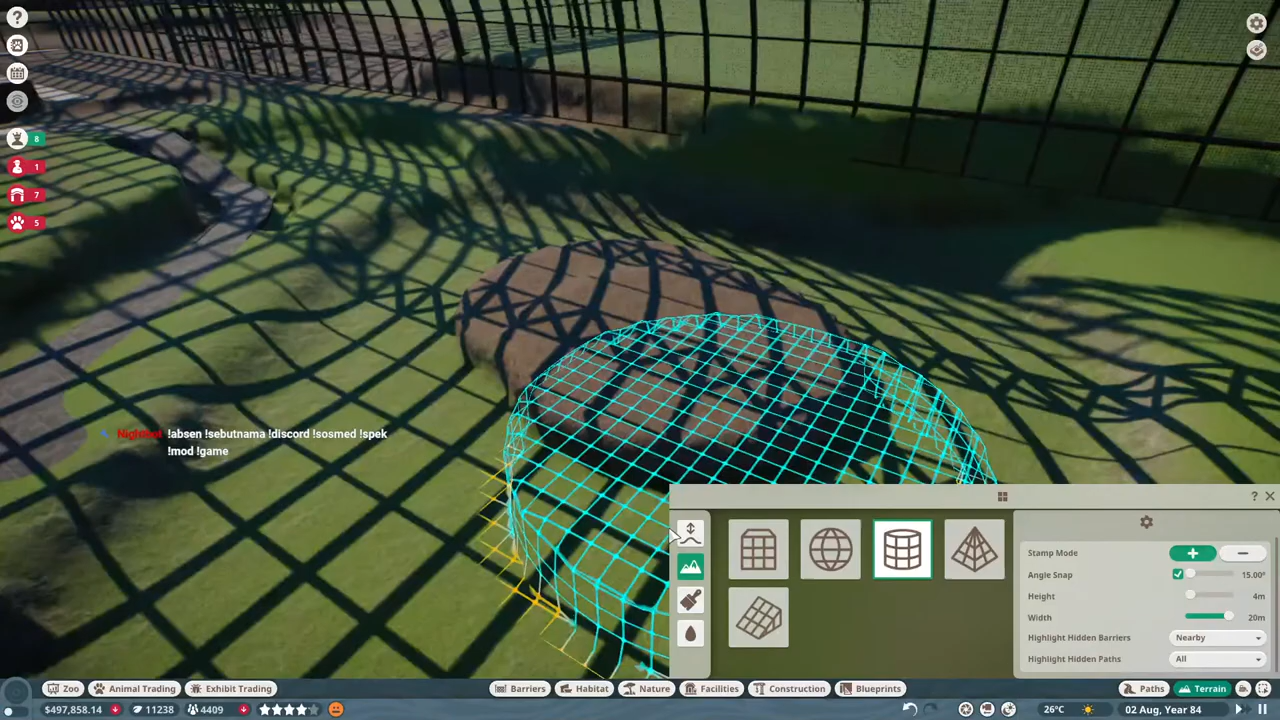 ?
8
1
7
5
Nightbot !absen !sebutnama !discord !sosmed !spek
!mod !game
?
Stamp Mode + −
Angle Snap 15.00°
Height 4m
Width 20m
Highlight Hidden Barriers Nearby
Highlight Hidden Paths All
Zoo Animal Trading Exhibit Trading Barriers Habitat Nature Facilities Construction Blueprints Paths Terrain
$497,858.14 11238 4409 26°C 02 Aug, Year 84